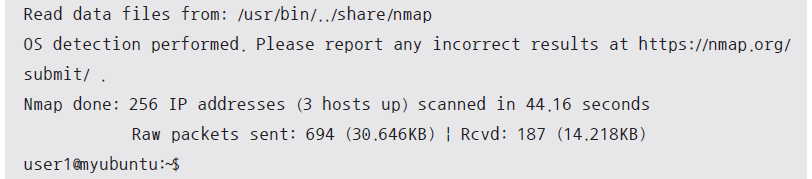 Read data files from: /usr/bin/../share/nmap
OS detection performed. Please report any incorrect results at https://nmap.org/
submit/ .
Nmap done: 256 IP addresses (3 hosts up) scanned in 44.16 seconds
Raw packets sent: 694 (30.646KB) ¦ Rcvd: 187 (14.218KB)
user1@myubuntu:~$